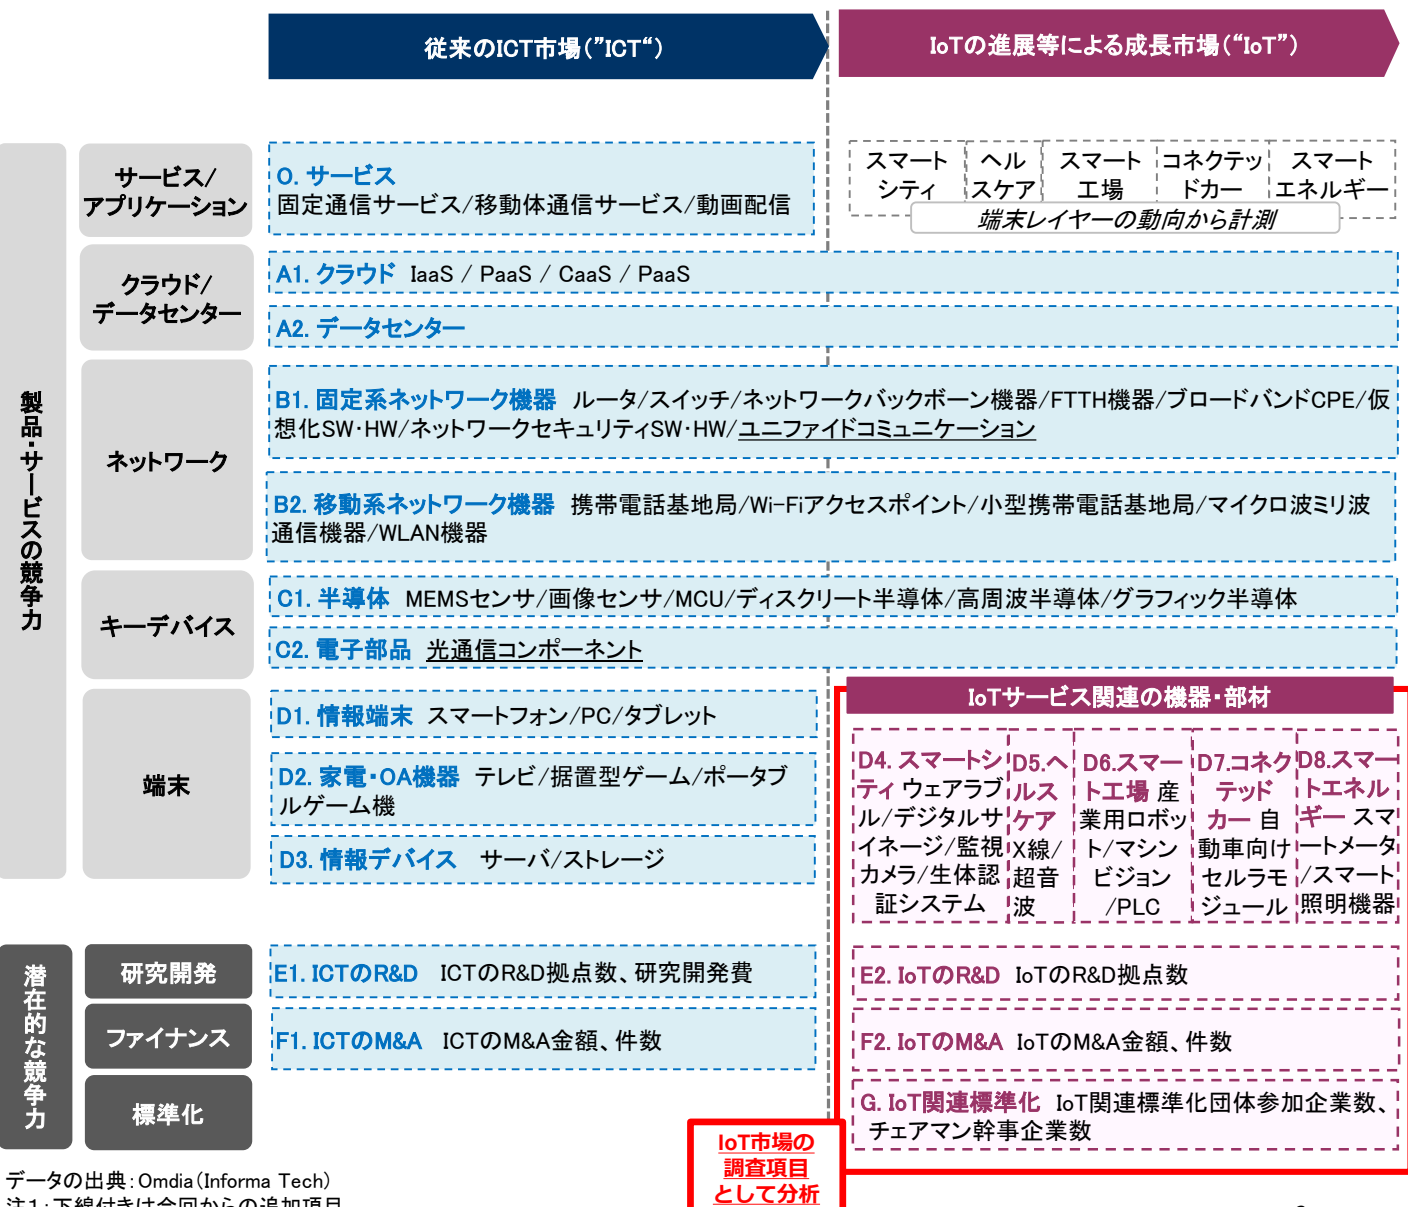 従来のICT市場(”ICT“)
IoTの進展等による成長市場(“IoT”)
製品・サービスの競争力
サービス/
アプリケーション
O. サービス
固定通信サービス/移動体通信サービス/動画配信
スマート
シティ
ヘル
スケア
スマート
工場
コネクテッ
ドカー
スマート
エネルギー
端末レイヤーの動向から計測
クラウド/
データセンター
A1. クラウド IaaS / PaaS / CaaS / PaaS
A2. データセンター
ネットワーク
B1. 固定系ネットワーク機器 ルータ/スイッチ/ネットワークバックボーン機器/FTTH機器/ブロードバンドCPE/仮
想化SW・HW/ネットワークセキュリティSW・HW/ユニファイドコミュニケーション
B2. 移動系ネットワーク機器 携帯電話基地局/Wi-Fiアクセスポイント/小型携帯電話基地局/マイクロ波ミリ波
通信機器/WLAN機器
キーデバイス
C1. 半導体 MEMSセンサ/画像センサ/MCU/ディスクリート半導体/高周波半導体/グラフィック半導体
C2. 電子部品 光通信コンポーネント
端末
D1. 情報端末 スマートフォン/PC/タブレット
D2. 家電・OA機器 テレビ/据置型ゲーム/ポータブ
ルゲーム機
D3. 情報デバイス サーバ/ストレージ
IoTサービス関連の機器・部材
D4. スマートシ
ティ ウェアラブ
ル/デジタルサ
イネージ/監視
カメラ/生体認
証システム
D5.ヘ
ルス
ケア
X線/
超音
波
D6.スマー
ト工場 産
業用ロボッ
ト/マシン
ビジョン
/PLC
D7.コネク
テッド
カー 自
動車向け
セルラモ
ジュール
D8.スマー
トエネル
ギー スマ
ートメータ
/スマート
照明機器
潜在的な競争力
研究開発
E1. ICTのR&D ICTのR&D拠点数、研究開発費
E2. IoTのR&D IoTのR&D拠点数
ファイナンス
F1. ICTのM&A ICTのM&A金額、件数
F2. IoTのM&A IoTのM&A金額、件数
標準化
G. IoT関連標準化 IoT関連標準化団体参加企業数、
チェアマン幹事企業数
IoT市場の
調査項目
として分析
データの出典：Omdia（Informa Tech）
注1：下線付きは今回からの追加項目